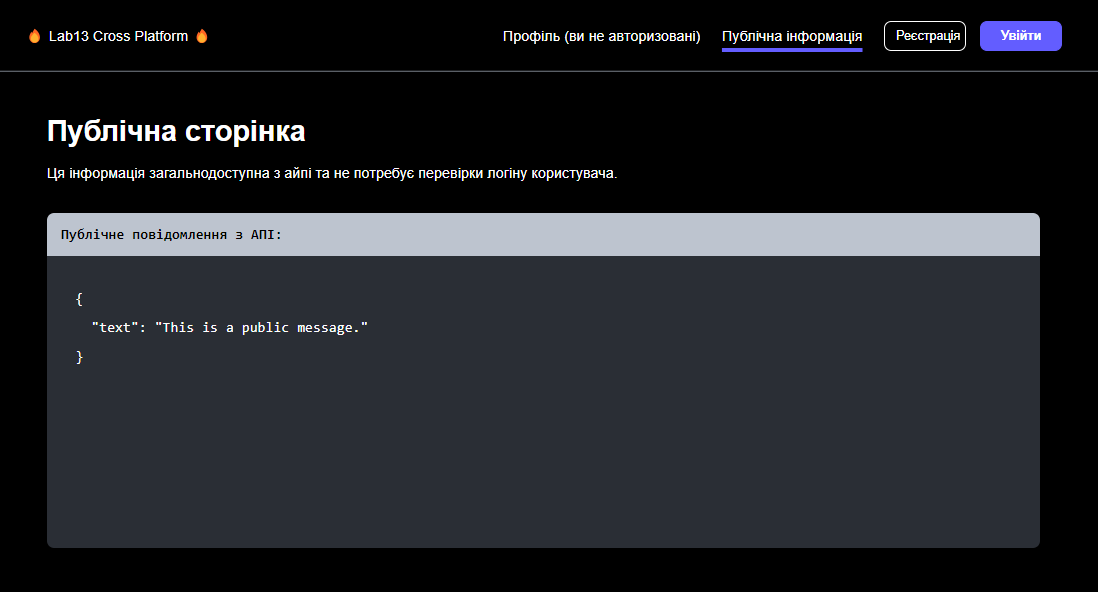 🔥 Lab13 Cross Platform 🔥
Профіль (ви не авторизовані) Публічна інформація Реєстрація Увійти
Публічна сторінка
Ця інформація загальнодоступна з айпі та не потребує перевірки логіну користувача.
Публічне повідомлення з АПІ:
{
"text": "This is a public message."
}